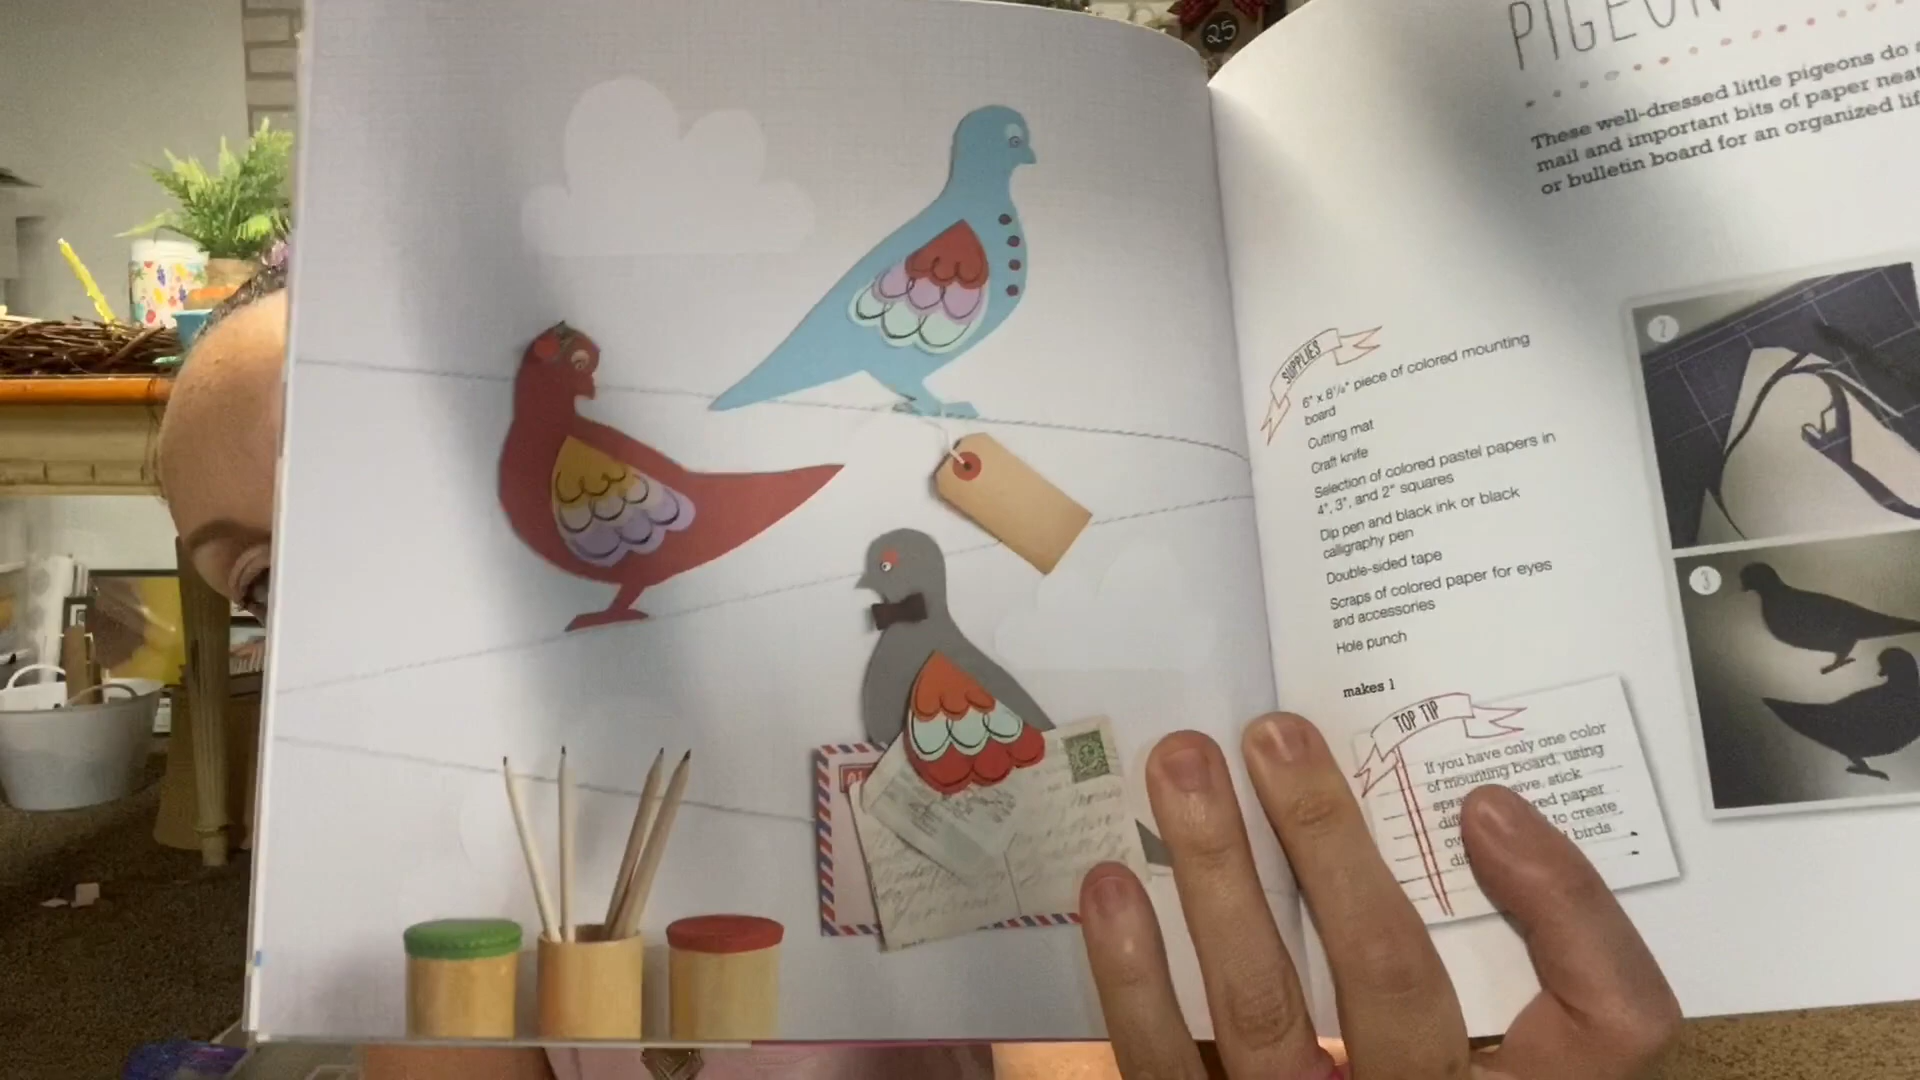 25
PIGEON
These well-dressed little pigeons do
mail and important bits of paper neat
or bulletin board for an organized lif
SUPPLIES
6" x 8¼" piece of colored mounting
board
Cutting mat
Craft knife
Selection of colored pastel papers in
4", 3", and 2" squares
Dip pen and black ink or black
calligraphy pen
Double-sided tape
Scraps of colored paper for eyes
and accessories
Hole punch
makes 1
TOP TIP
If you have only one color
of mounting board, using
stick
paper
to create
birds
2
3